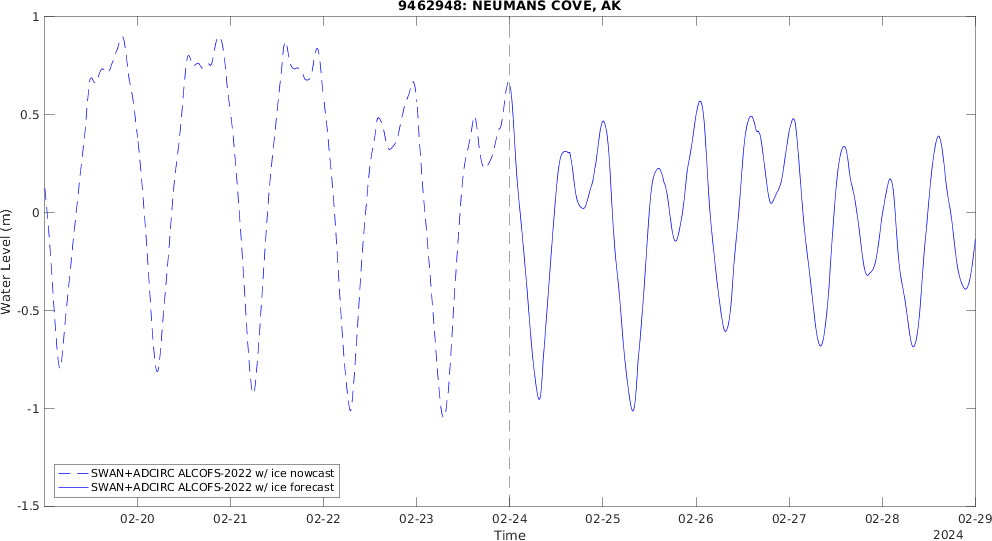 9462948: NEUMANS COVE, AK
Water Level (m)
1
0.5
0
-0.5
-1
-1.5
SWAN+ADCIRC ALCOFS-2022 w/ ice nowcast
SWAN+ADCIRC ALCOFS-2022 w/ ice forecast
02-20 02-21 02-22 02-23 02-24 02-25 02-26 02-27 02-28 02-29
Time
2024